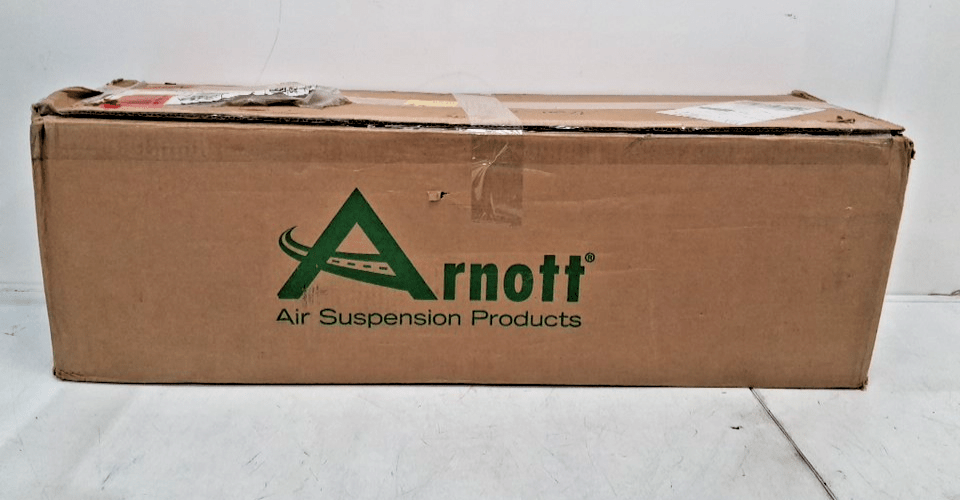 Arnott®
Air Suspension Products